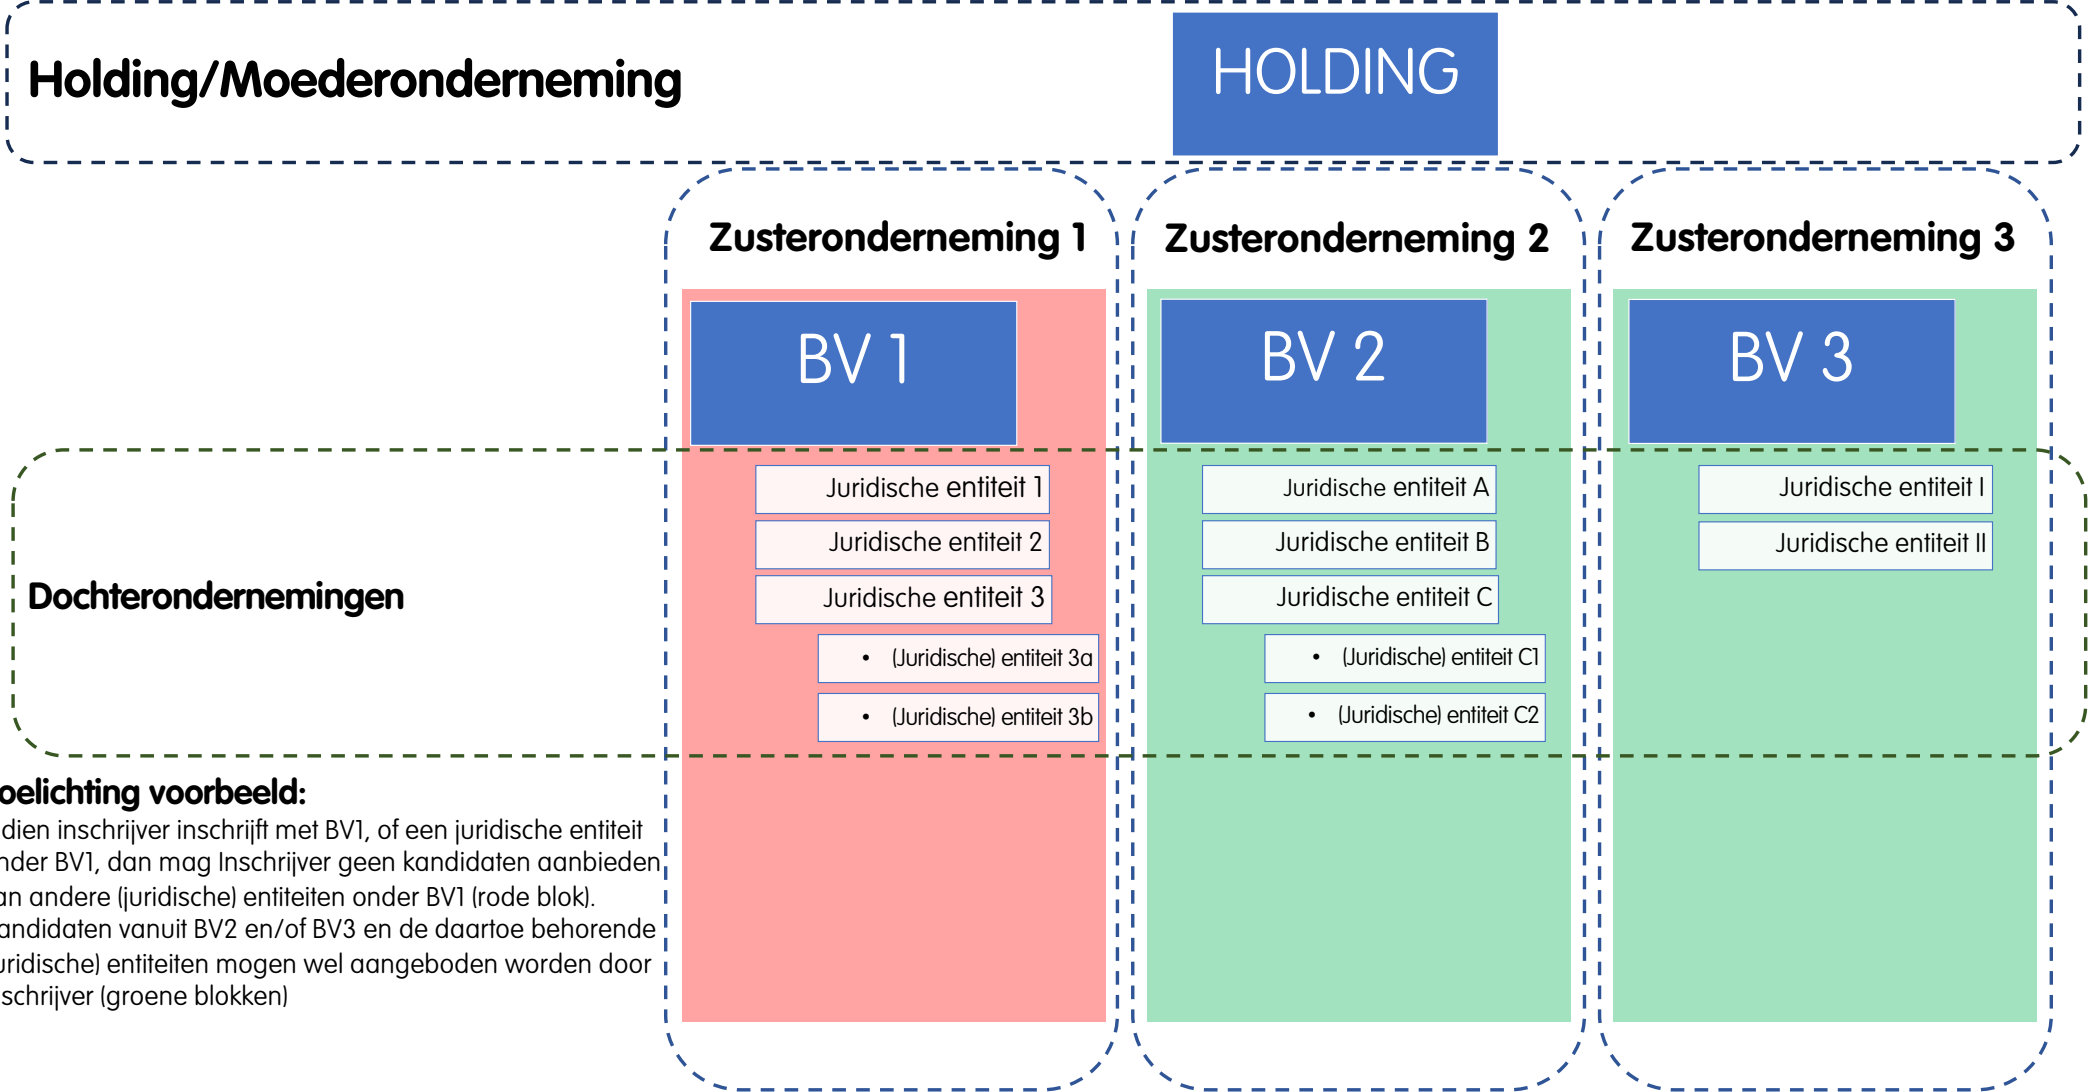 Holding/Moederonderneming
HOLDING
Zusteronderneming 1
Zusteronderneming 2
Zusteronderneming 3
BV 1
BV 2
BV 3
Dochterondernemingen
Juridische entiteit 1
Juridische entiteit 2
Juridische entiteit 3
• (Juridische) entiteit 3a
• (Juridische) entiteit 3b
Juridische entiteit A
Juridische entiteit B
Juridische entiteit C
• (Juridische) entiteit C1
• (Juridische) entiteit C2
Juridische entiteit I
Juridische entiteit II
oelichting voorbeeld:
dien inschrijver inschrijft met BV1, of een juridische entiteit
nder BV1, dan mag Inschrijver geen kandidaten aanbieden
an andere (juridische) entiteiten onder BV1 (rode blok).
andidaten vanuit BV2 en/of BV3 en de daartoe behorende
uridische) entiteiten mogen wel aangeboden worden door
schrijver (groene blokken)